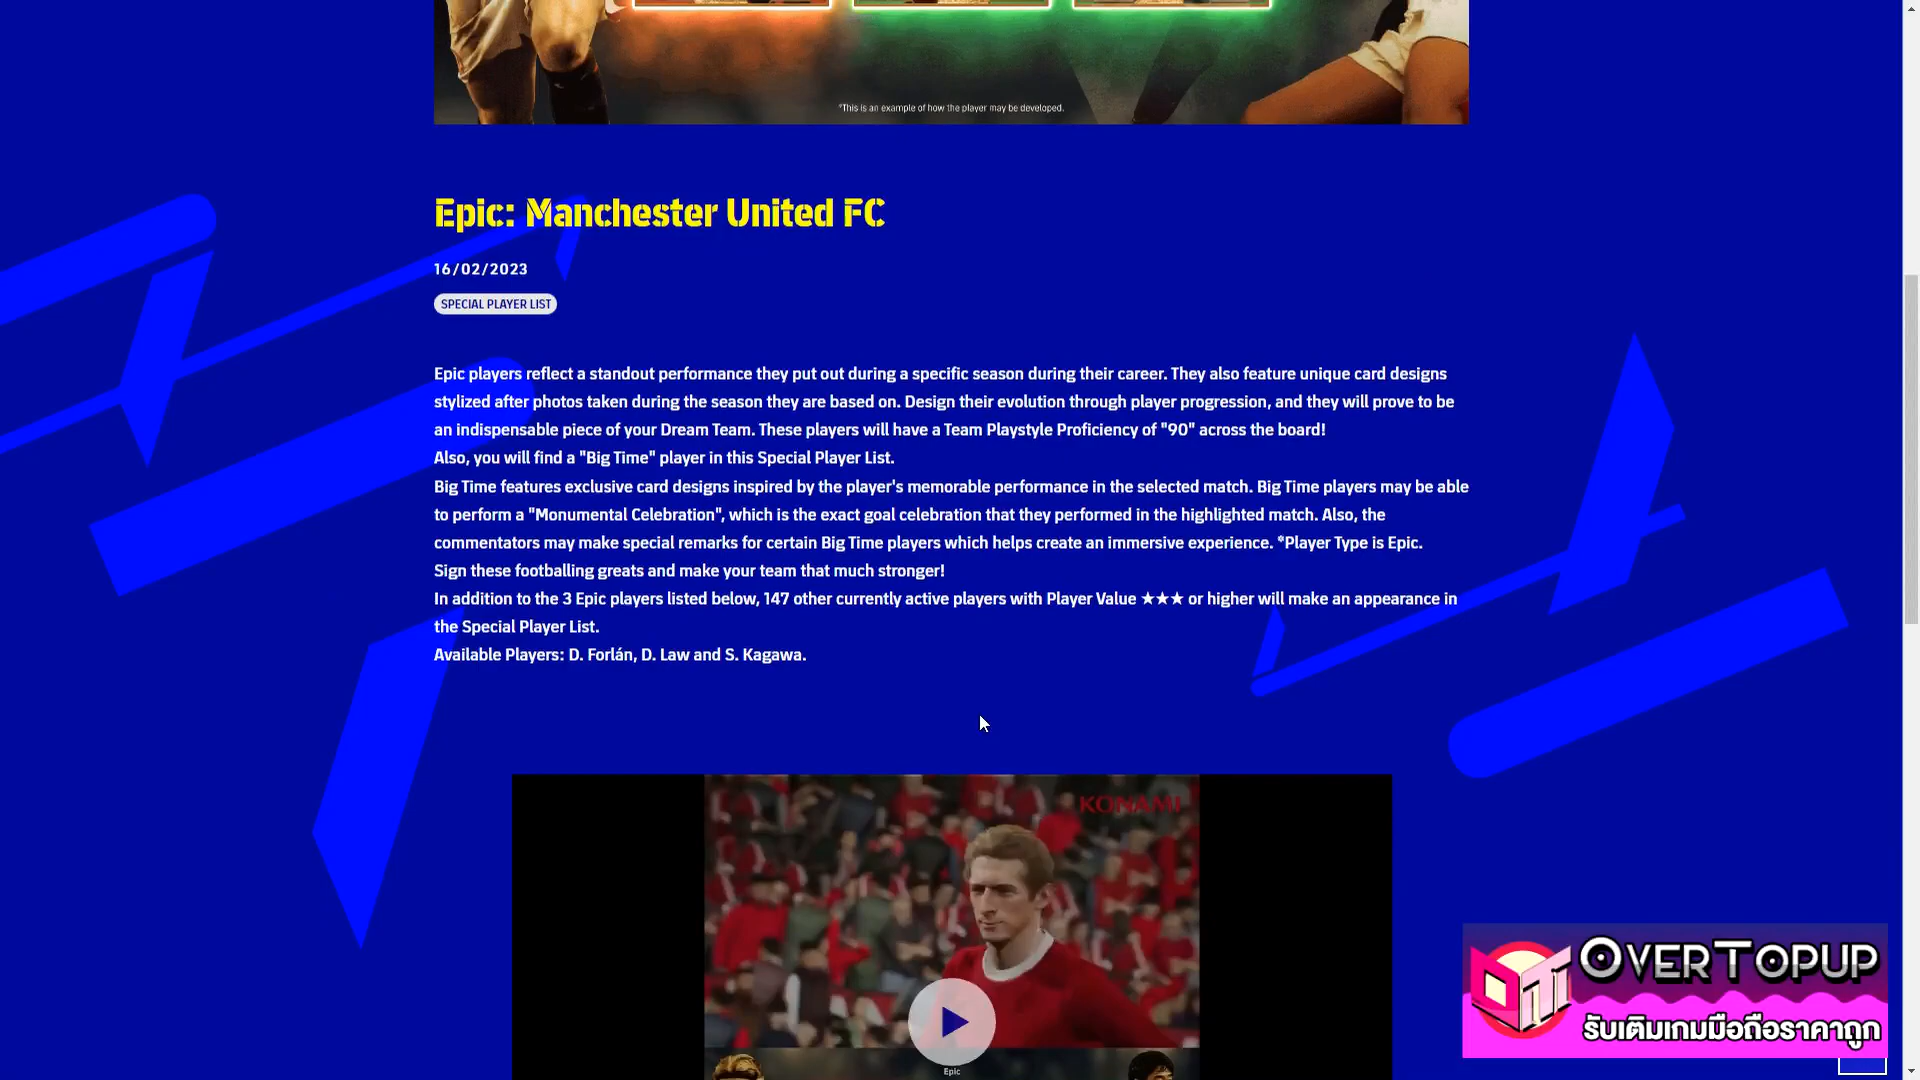 *This is an example of how the player may be developed.
Epic: Manchester United FC
16/02/2023
SPECIAL PLAYER LIST
Epic players reflect a standout performance they put out during a specific season during their career. They also feature unique card designs
stylized after photos taken during the season they are based on. Design their evolution through player progression, and they will prove to be
an indispensable piece of your Dream Team. These players will have a Team Playstyle Proficiency of "90" across the board!
Also, you will find a "Big Time" player in this Special Player List.
Big Time features exclusive card designs inspired by the player's memorable performance in the selected match. Big Time players may be able
to perform a "Monumental Celebration", which is the exact goal celebration that they performed in the highlighted match. Also, the
commentators may make special remarks for certain Big Time players which helps create an immersive experience. *Player Type is Epic.
Sign these footballing greats and make your team that much stronger!
In addition to the 3 Epic players listed below, 147 other currently active players with Player Value ★★★ or higher will make an appearance in
the Special Player List.
Available Players: D. Forlán, D. Law and S. Kagawa.
KONAMI
Epic
OVERTOPUP
รับเติมเกมมือถือราคาถูก